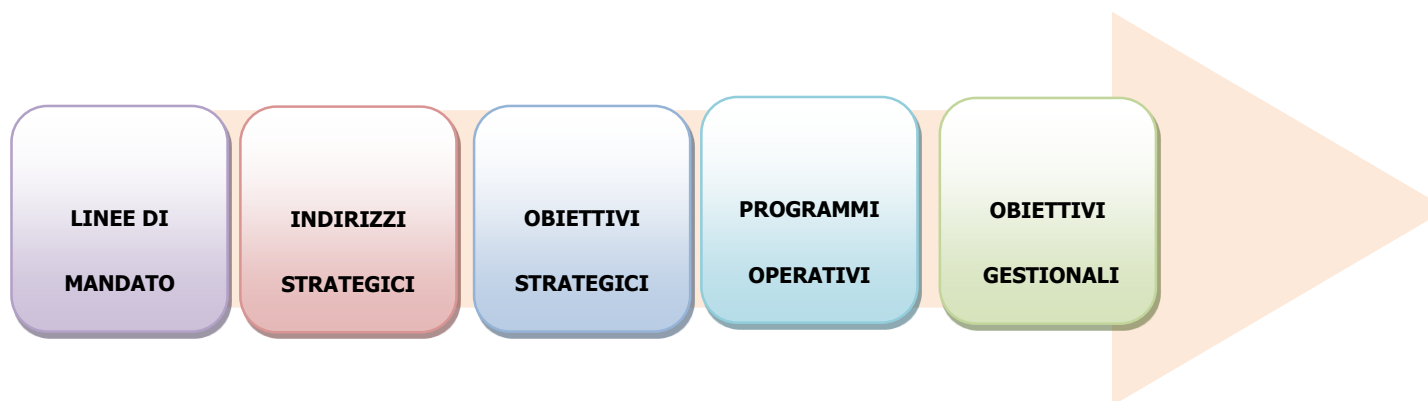 LINEE DI
MANDATO
INDIRIZZI
STRATEGICI
OBIETTIVI
STRATEGICI
PROGRAMMI
OPERATIVI
OBIETTIVI
GESTIONALI